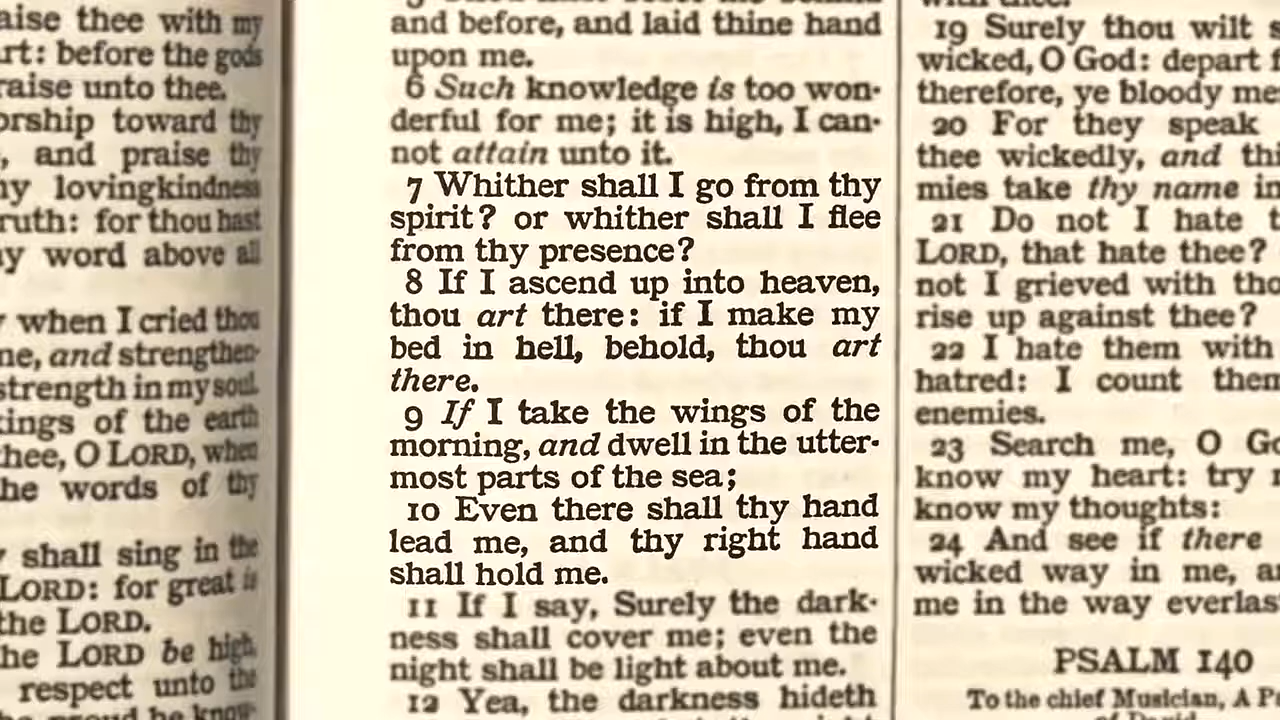 aise thee with my
rt: before the gods
raise unto thee.
orship toward thy
, and praise thy
ny lovingkindness
ruth: for thou hast
y word above all
when I cried thou
ne, and strengthen-
strength in my soul.
ings of the earth
hee, O LORD, when
he words of thy
shall sing in the
LORD: for great is
the LORD.
he LORD be high,
respect unto the
and before, and laid thine hand
upon me.
6 Such knowledge is too won-
derful for me; it is high, I can-
not attain unto it.
7 Whither shall I go from thy
spirit? or whither shall I flee
from thy presence?
8 If I ascend up into heaven,
thou art there: if I make my
bed in hell, behold, thou art
there.
9 If I take the wings of the
morning, and dwell in the utter-
most parts of the sea;
10 Even there shall thy hand
lead me, and thy right hand
shall hold me.
11 If I say, Surely the dark-
ness shall cover me; even the
night shall be light about me.
12 Yea, the darkness hideth
19 Surely thou wilt s
wicked, O God: depart f
therefore, ye bloody me
20 For they speak
thee wickedly, and thi
mies take thy name in
21 Do not I hate t
LORD, that hate thee?
not I grieved with tho
rise up against thee?
22 I hate them with
hatred: I count them
enemies.
23 Search me, O Go
know my heart: try
know my thoughts:
24 And see if there
wicked way in me, an
me in the way everlas
PSALM 140
To the chief Musician, A P